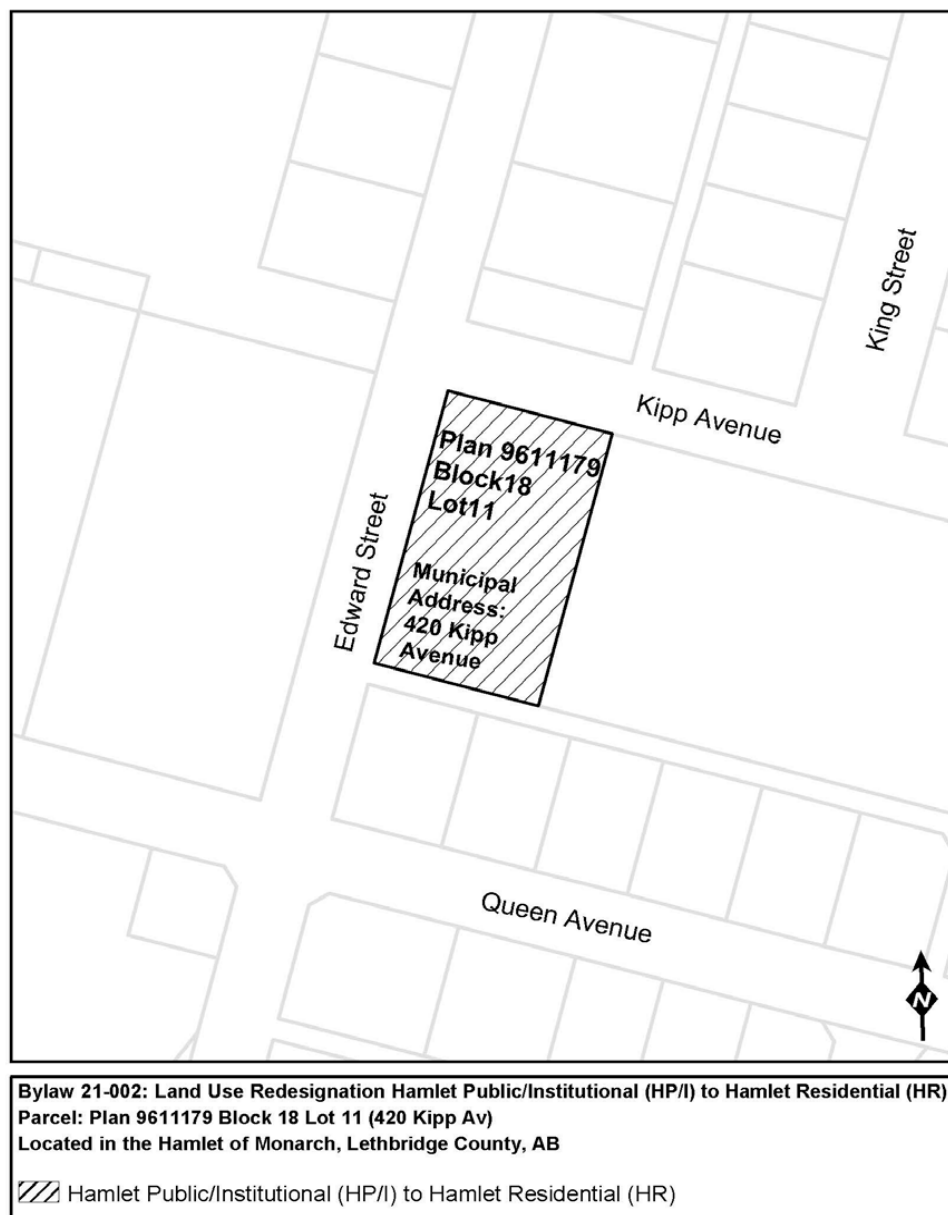 King Street
Kipp Avenue
Plan 9611179
Block18
Lot11
Edward Street
Municipal
Address:
420 Kipp
Avenue
Queen Avenue
N
Bylaw 21-002: Land Use Redesignation Hamlet Public/Institutional (HP/I) to Hamlet Residential (HR)
Parcel: Plan 9611179 Block 18 Lot 11 (420 Kipp Av)
Located in the Hamlet of Monarch, Lethbridge County, AB
Hamlet Public/Institutional (HP/I) to Hamlet Residential (HR)